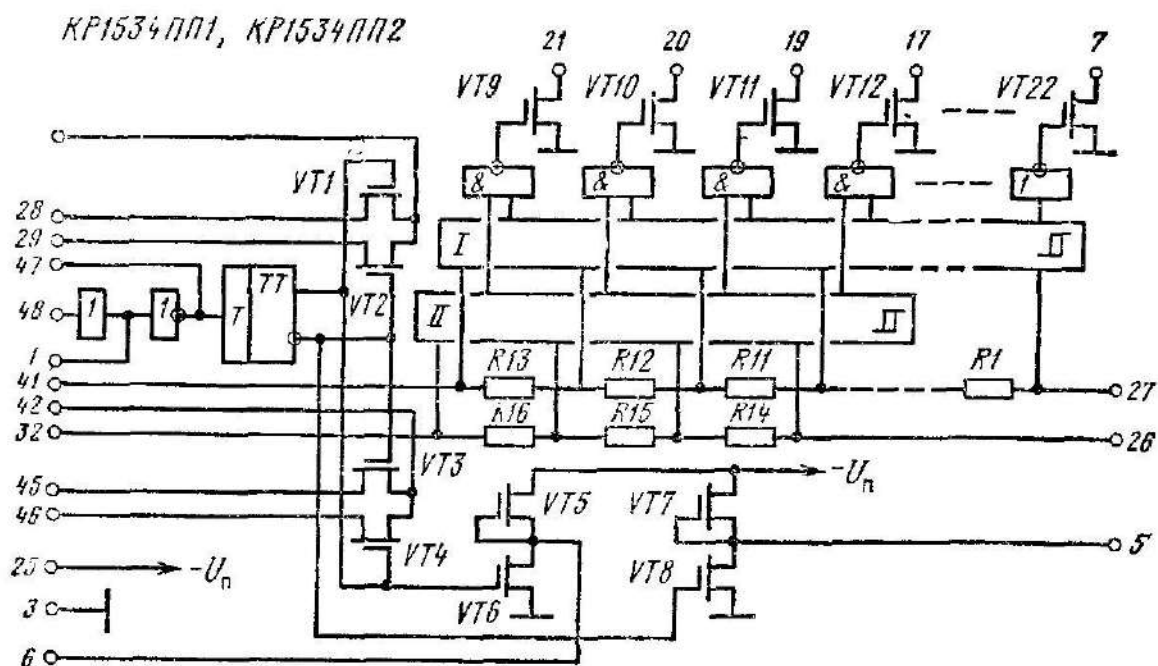 КР1534ПП1, КР1534ПП2
21 20 19 17 7
VT9 VT10 VT11 VT12 VT22
VT1
& & & & 1
28
29
I
47
TT
VT2
48 1 1 T
II
1
41 R13 R12 R11 R1 27
42
32 R16 R15 R14 26
VT3
-Uп
45
VT5 VT7
46
VT4
5
25 -Uп
VT6 VT8
3
6